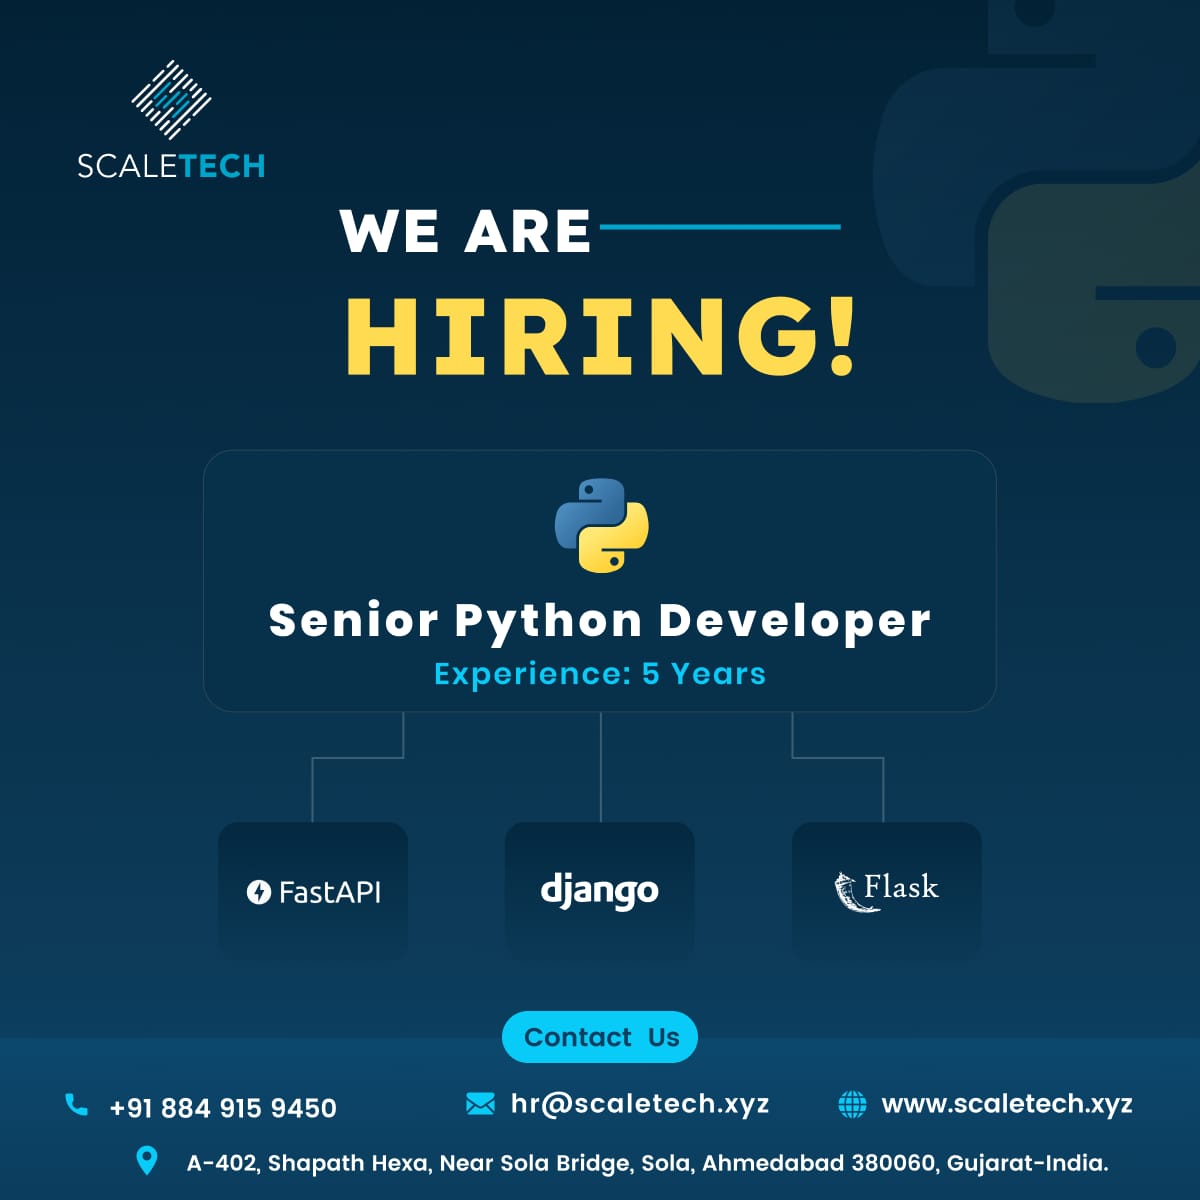 SCALETECH
WE ARE
HIRING!
Senior Python Developer
Experience: 5 Years
FastAPI
django
Flask
Contact Us
+91 884 915 9450
hr@scaletech.xyz
www.scaletech.xyz
A-402, Shapath Hexa, Near Sola Bridge, Sola, Ahmedabad 380060, Gujarat-India.